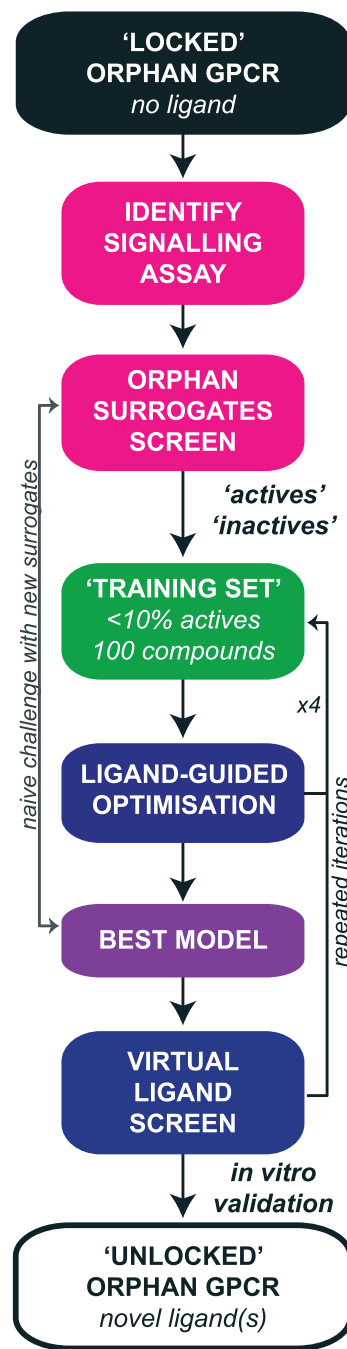 ‘LOCKED’
ORPHAN GPCR
no ligand
IDENTIFY
SIGNALLING
ASSAY
ORPHAN
SURROGATES
SCREEN
naive challenge with new surrogates
‘actives’
‘inactives’
‘TRAINING SET’
<10% actives
100 compounds
x4
repeated iterations
LIGAND-GUIDED
OPTIMISATION
BEST MODEL
VIRTUAL
LIGAND
SCREEN
in vitro
validation
‘UNLOCKED’
ORPHAN GPCR
novel ligand(s)